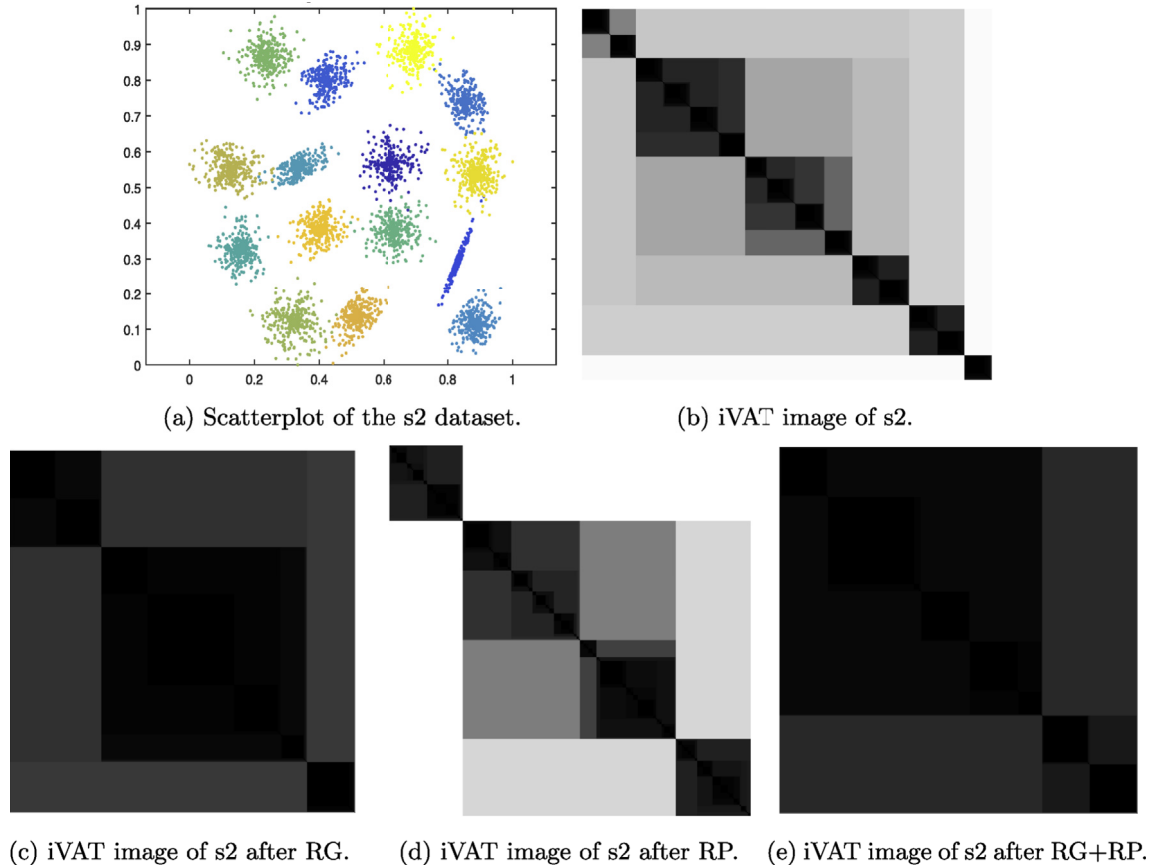 1
0.9
0.8
0.7
0.6
0.5
0.4
0.3
0.2
0.1
0
0 0.2 0.4 0.6 0.8 1
(a) Scatterplot of the s2 dataset.
(b) iVAT image of s2.
(c) iVAT image of s2 after RG.
(d) iVAT image of s2 after RP.
(e) iVAT image of s2 after RG+RP.